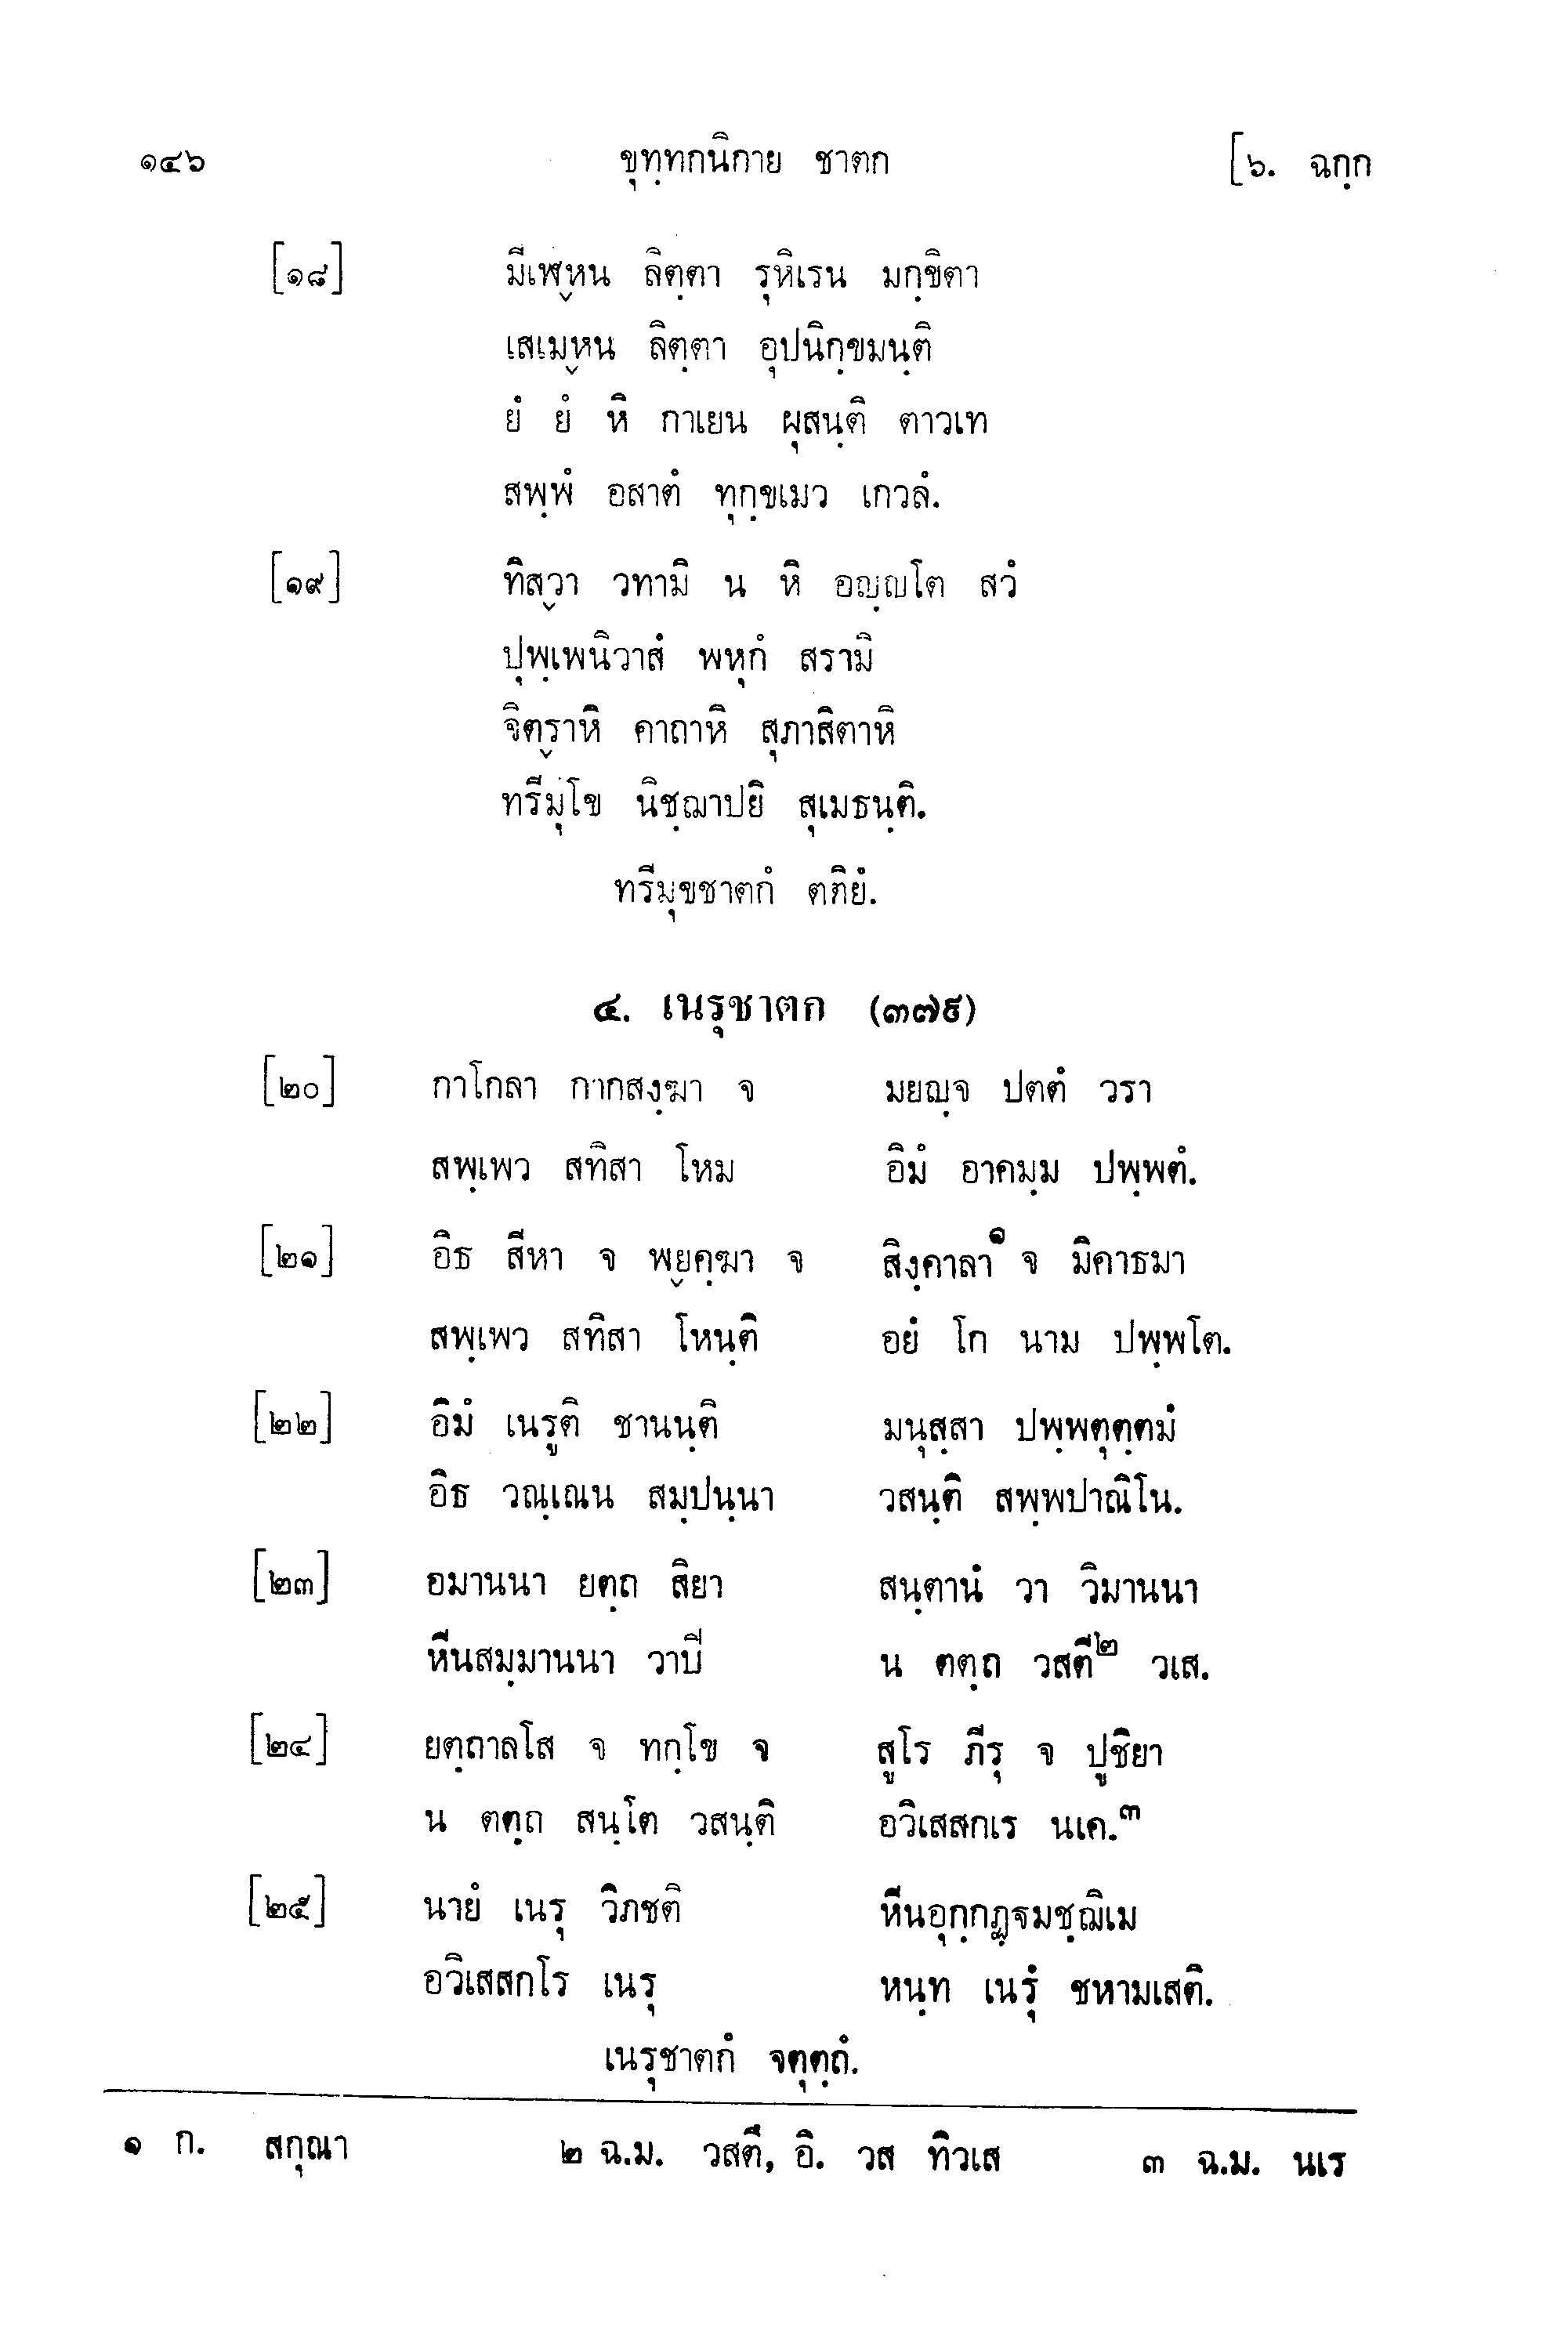 ๑๔๖ ขุทฺทกนิกาย ชาตก [๖. ฉกฺก
[๑๘] มีเฬ๎หน ลิตฺตา รุหิเรน มกฺขิตา
เสเม๎หน ลิตฺตา อุปนิกฺขมนฺติ
ยํ ยํ หิ กาเยน ผุสนฺติ ตาวเท
สพฺพํ อสาตํ ทุกฺขเมว เกวลํ.
[๑๙] ทิส๎วา วทามิ น หิ อญฺญโต สวํ
ปุพฺเพนิวาสํ พหุกํ สรามิ
จิต๎ราหิ คาถาหิ สุภาสิตาหิ
ทรีมุโข นิชฺฌาปยิ สุเมธนฺติ.
ทรีมุขชาตกํ ตติยํ.
๔. เนรุชาตก (๓๗๙)
[๒๐] กาโกลา กากสงฺฆา จ มยญฺจ ปตตํ วรา
สพฺเพว สทิสา โหม อิมํ อาคมฺม ปพฺพตํ.
[๒๑] อิธ สีหา จ พ๎ยคฺฆา จ สิงฺคาลา๑ จ มิคาธมา
สพฺเพว สทิสา โหนฺติ อยํ โก นาม ปพฺพโต.
[๒๒] อิมํ เนรูติ ชานนฺติ มนุสฺสา ปพฺพตุตฺตมํ
อิธ วณฺเณน สมฺปนฺนา วสนฺติ สพฺพปาณิโน.
[๒๓] อมานนา ยตฺถ สิยา สนฺตานํ วา วิมานนา
หีนสมฺมานนา วาปิ น ตตฺถ วสตี๒ วเส.
[๒๔] ยตฺถาลโส จ ทกฺโข จ สูโร ภีรุ จ ปูชิยา
น ตตฺถ สนฺโต วสนฺติ อวิเสสกเร นเค.๓
[๒๕] นายํ เนรุ วิภชติ หีนอุกฺกฏฺฐมชฺฌิเม
อวิเสสกโร เนรุ หนฺท เนรุํ ชหามเสติ.
เนรุชาตกํ จตุตฺถํ.
๑ ก. สกุณา ๒ ฉ.ม. วสตึ, อิ. วส ทิวเส ๓ ฉ.ม. นเร